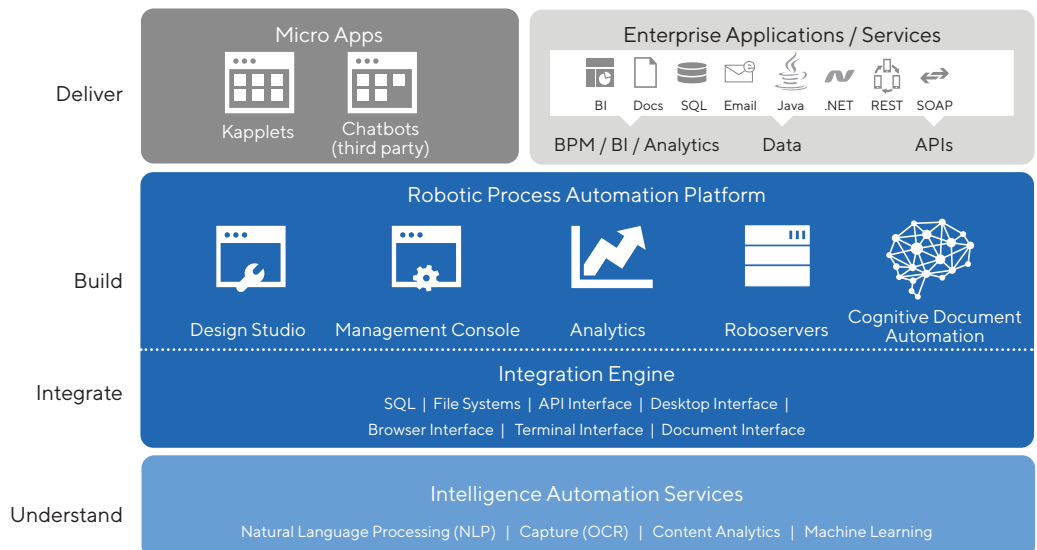 Deliver
Micro Apps
Kapplets
Chatbots
(third party)
Enterprise Applications / Services
BI Docs SQL Email Java .NET REST SOAP
BPM / BI / Analytics Data APIs
Build
Robotic Process Automation Platform
Design Studio
Management Console
Analytics
Roboservers
Cognitive Document
Automation
Integrate
Integration Engine
SQL | File Systems | API Interface | Desktop Interface |
Browser Interface | Terminal Interface | Document Interface
Understand
Intelligence Automation Services
Natural Language Processing (NLP) | Capture (OCR) | Content Analytics | Machine Learning